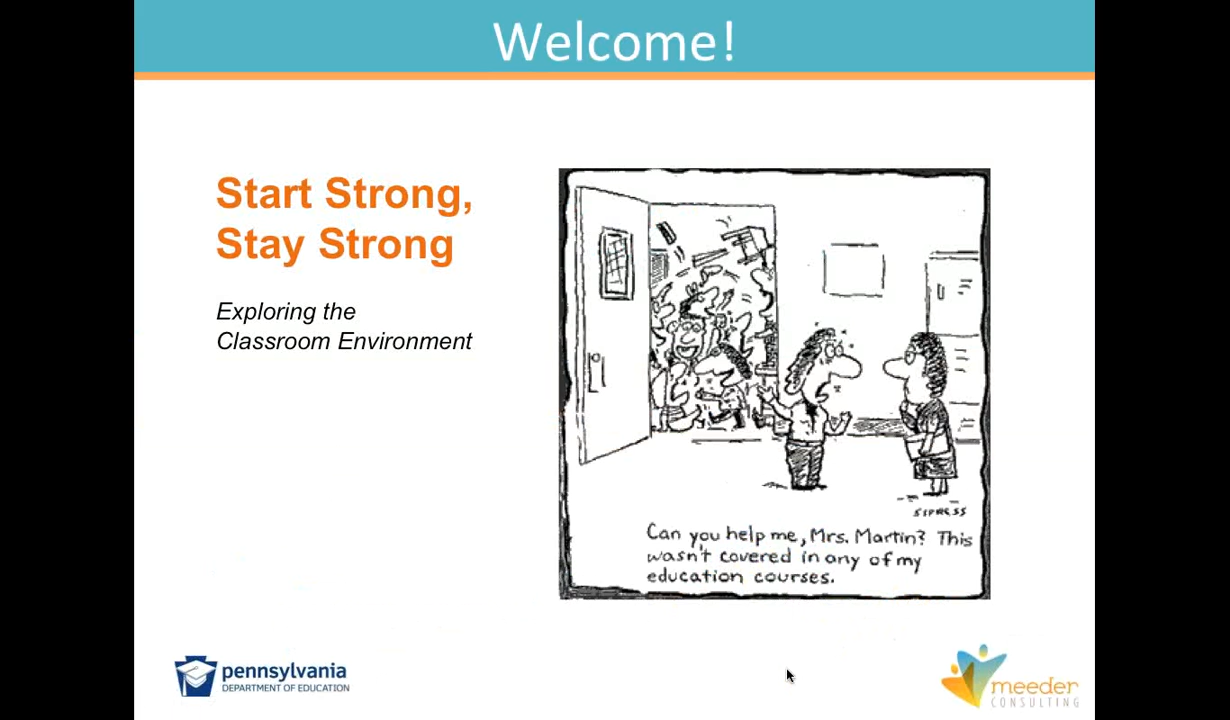 Welcome!
Start Strong,
Stay Strong
Exploring the
Classroom Environment
SIPRESS
Can you help me, Mrs. Martin? This
wasn't covered in any of my
education courses.
pennsylvania
DEPARTMENT OF EDUCATION
meeder
CONSULTING